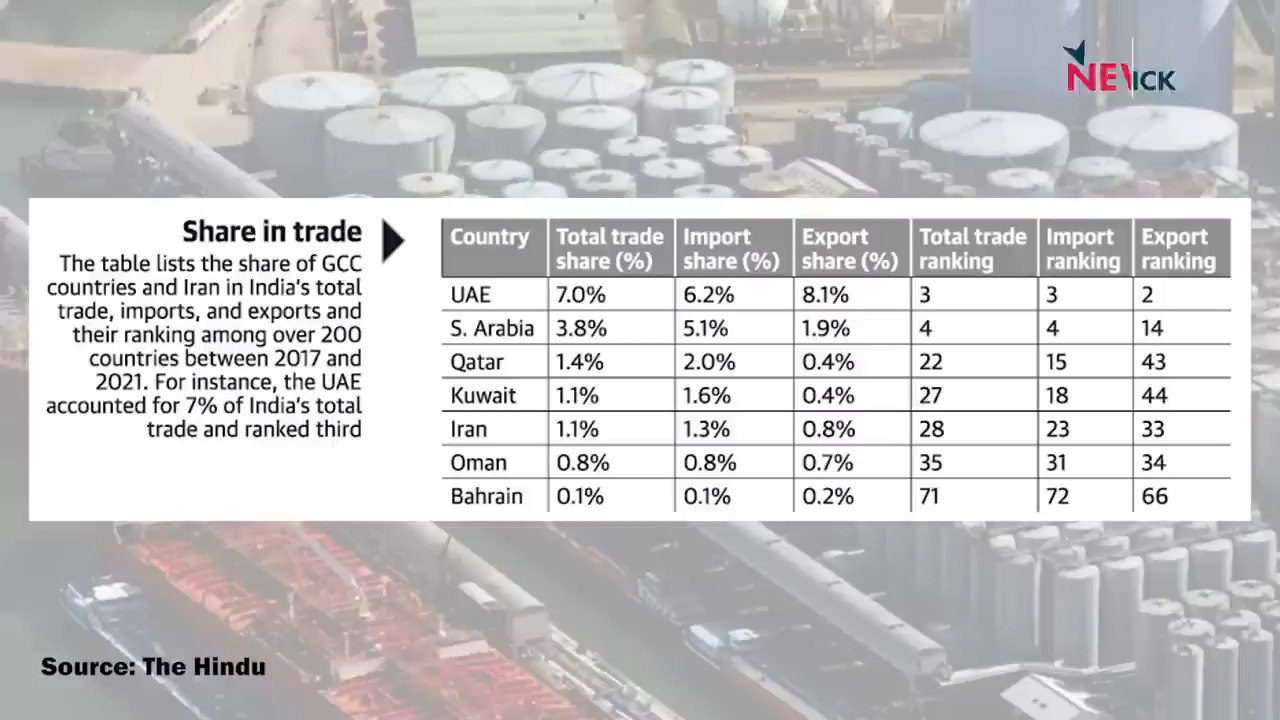 NEWCK
Share in trade
The table lists the share of GCC
countries and Iran in India's total
trade, imports, and exports and
their ranking among over 200
countries between 2017 and
2021. For instance, the UAE
accounted for 7% of India's total
trade and ranked third
Country Total trade share (%) Import share (%) Export share (%) Total trade ranking Import ranking Export ranking
UAE 7.0% 6.2% 8.1% 3 3 2
S. Arabia 3.8% 5.1% 1.9% 4 4 14
Qatar 1.4% 2.0% 0.4% 22 15 43
Kuwait 1.1% 1.6% 0.4% 27 18 44
Iran 1.1% 1.3% 0.8% 28 23 33
Oman 0.8% 0.8% 0.7% 35 31 34
Bahrain 0.1% 0.1% 0.2% 71 72 66
Source: The Hindu